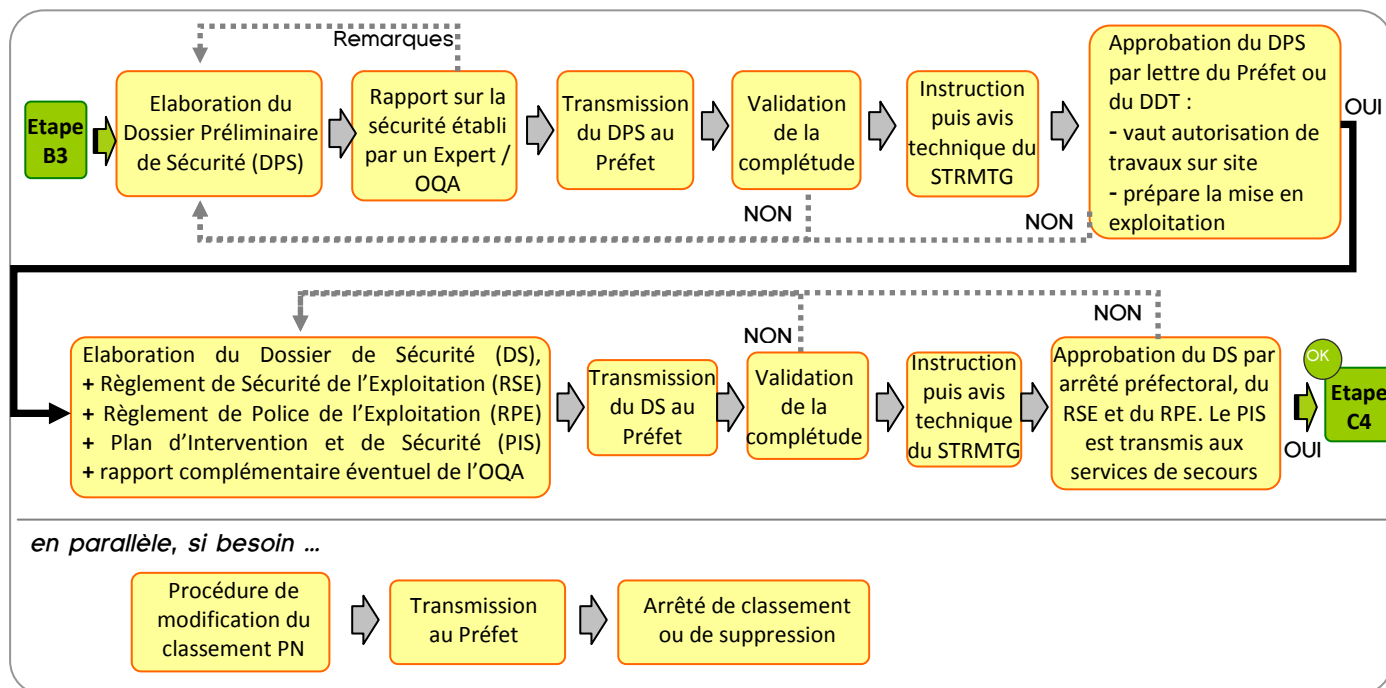 Remarques
Etape
B3
Elaboration du
Dossier Préliminaire
de Sécurité (DPS)
Rapport sur la
sécurité établi
par un Expert /
OQA
Transmission
du DPS au
Préfet
Validation
de la
complétude
Instruction
puis avis
technique du
STRMTG
Approbation du DPS
par lettre du Préfet ou
du DDT :
- vaut autorisation de
travaux sur site
- prépare la mise en
exploitation
OUI
NON
NON
Elaboration du Dossier de Sécurité (DS),
+ Règlement de Sécurité de l'Exploitation (RSE)
+ Règlement de Police de l'Exploitation (RPE)
+ Plan d'Intervention et de Sécurité (PIS)
+ rapport complémentaire éventuel de l'OQA
Transmission
du DS au
Préfet
NON
Validation
de la
complétude
Instruction
puis avis
technique
du STRMTG
NON
Approbation du DS par
arrêté préfectoral, du
RSE et du RPE. Le PIS
est transmis aux
services de secours
OUI
OK
Etape
C4
en parallèle, si besoin ...
Procédure de
modification du
classement PN
Transmission
au Préfet
Arrêté de classement
ou de suppression